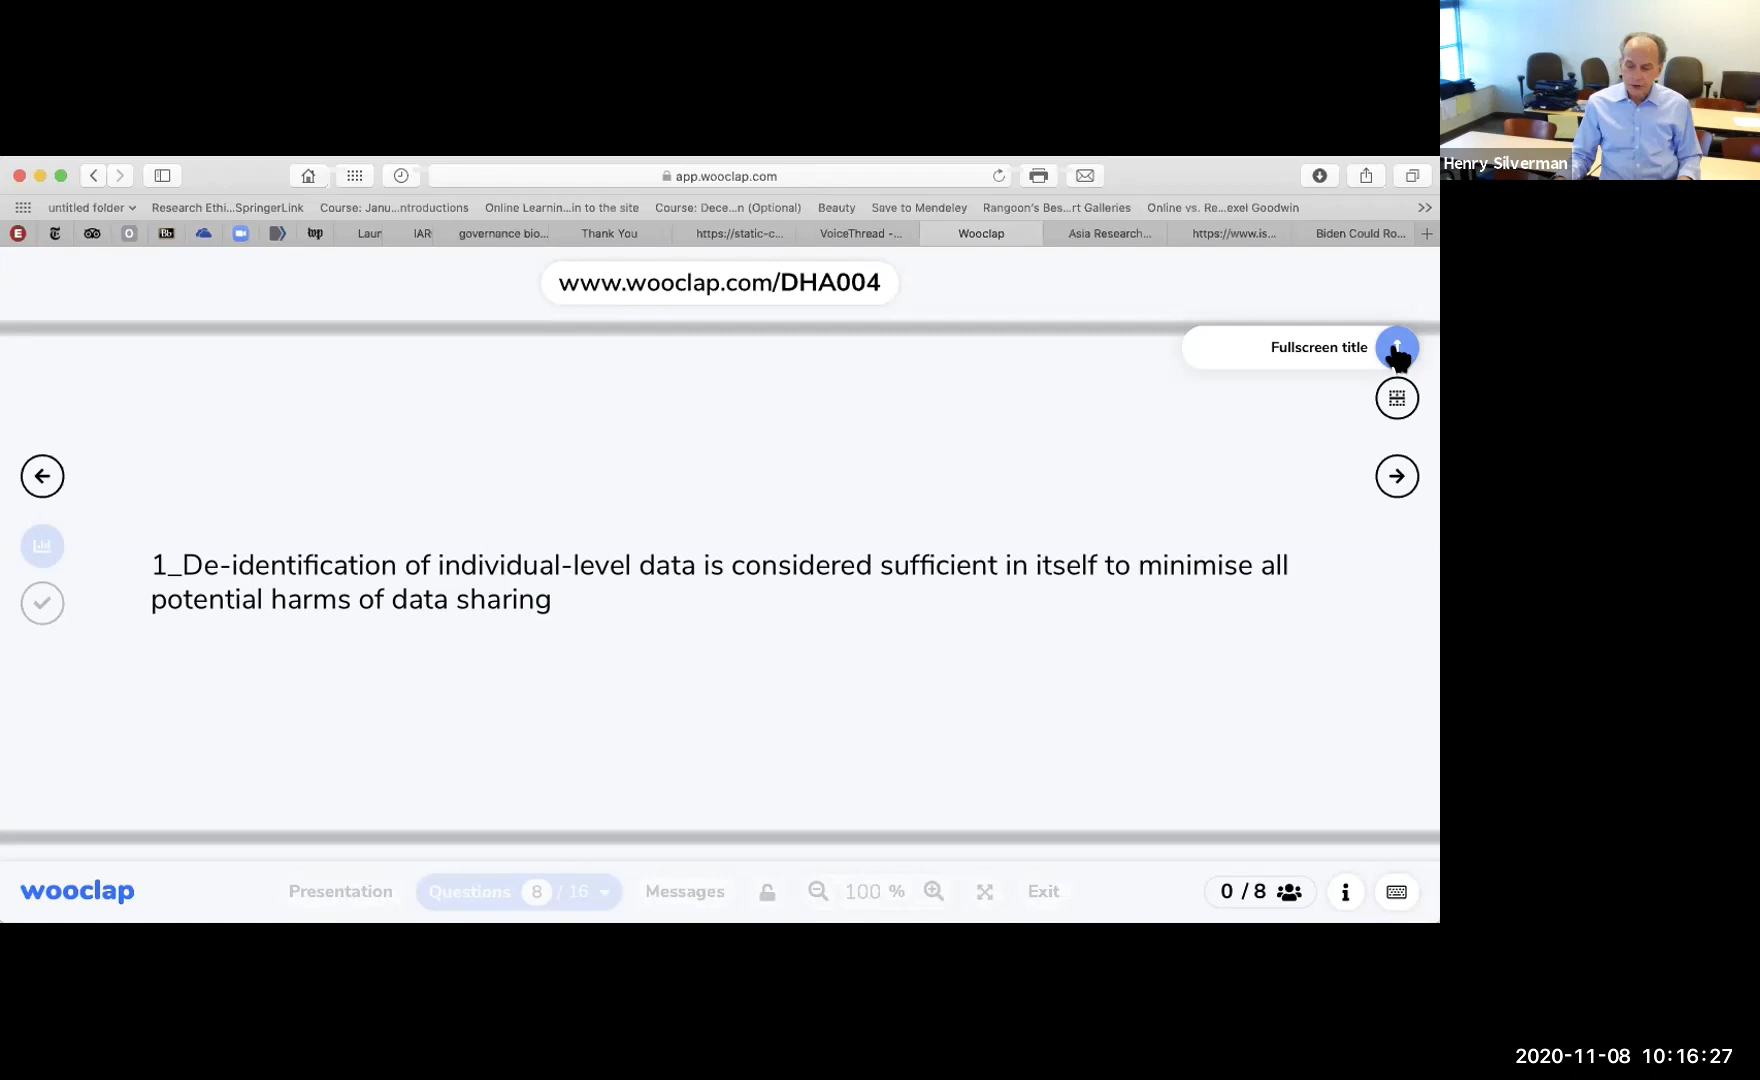 Henry Silverman
app.wooclap.com
untitled folder Research Ethi...SpringerLink Course: Janu...ntroductions Online Learnin...in to the site Course: Dece...n (Optional) Beauty Save to Mendeley Rangoon's Bes...rt Galleries Online vs. Re...exel Goodwin >>
E O Bb wp Laur IAR governance bio... Thank You https://static-c... VoiceThread -... Wooclap Asia Research... https://www.is... Biden Could Ro... +
www.wooclap.com/DHA004
Fullscreen title
1_De-identification of individual-level data is considered sufficient in itself to minimise all
potential harms of data sharing
wooclap Presentation Questions 8 / 16 Messages 100 % Exit 0 / 8 i
2020-11-08 10:16:27